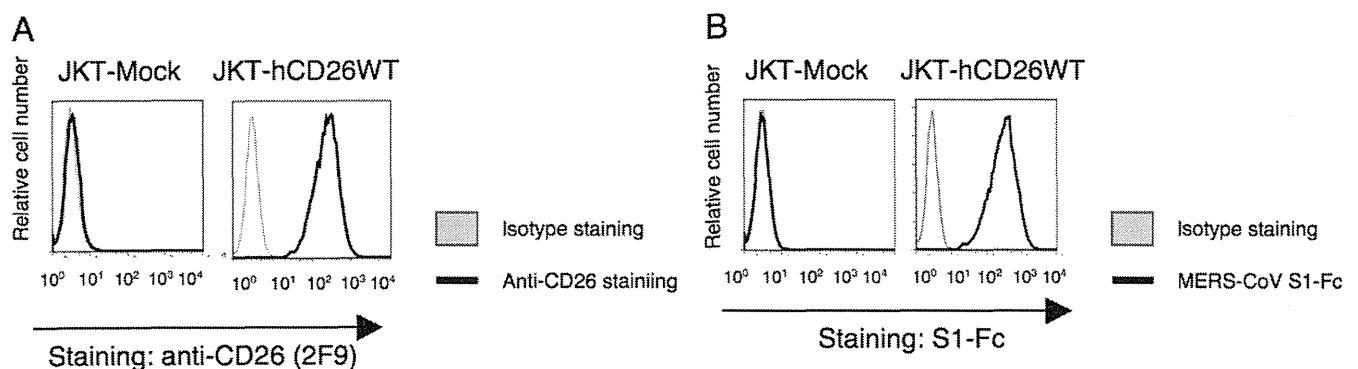 A
JKT-Mock JKT-hCD26WT
Relative cell number
10⁰ 10¹ 10² 10³ 10⁴
10⁰ 10¹ 10² 10³ 10⁴
Isotype staining
Anti-CD26 stainiing
Staining: anti-CD26 (2F9)
B
JKT-Mock JKT-hCD26WT
Relative cell number
10⁰ 10¹ 10² 10³ 10⁴
10⁰ 10¹ 10² 10³ 10⁴
Isotype staining
MERS-CoV S1-Fc
Staining: S1-Fc